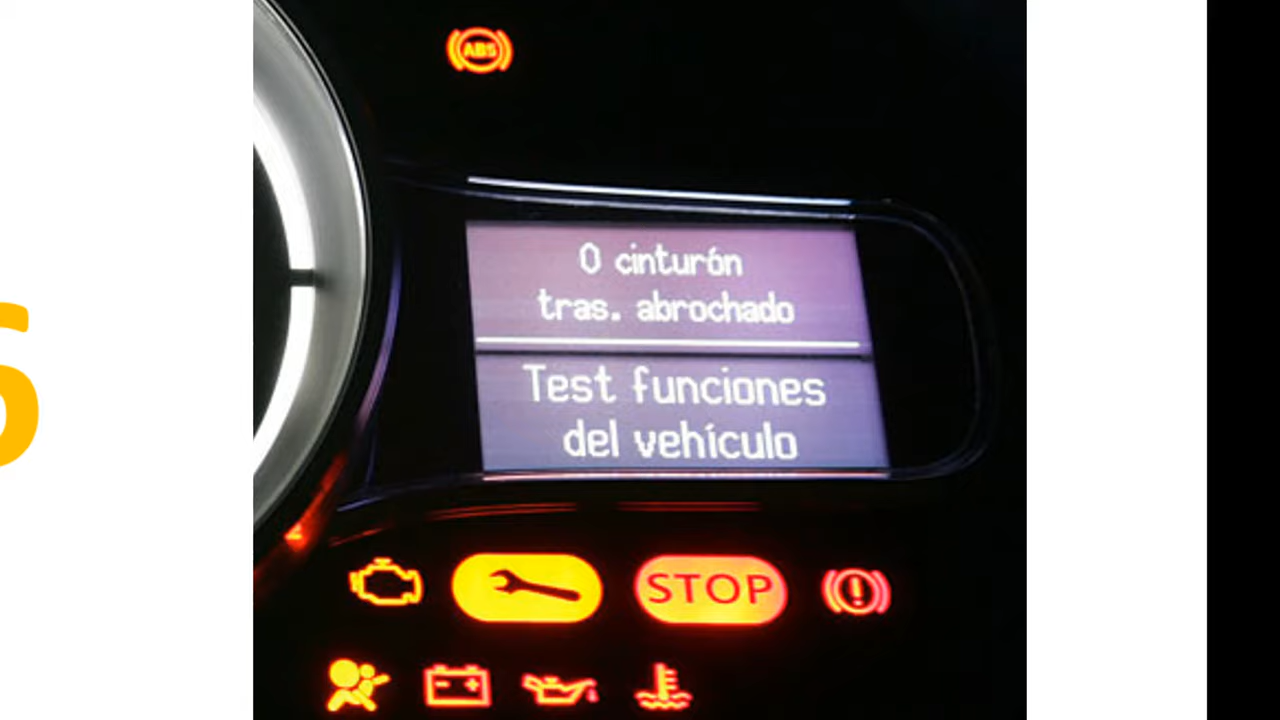 ABS
0 cinturón
tras. abrochado
Test funciones
del vehículo
STOP